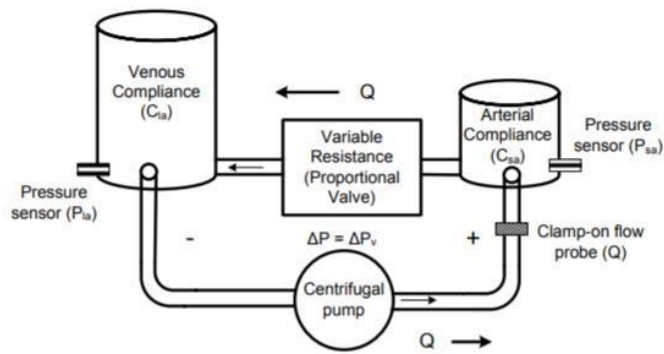 Venous
Compliance
(Cla)
Q
Variable
Resistance
(Proportional
Valve)
Arterial
Compliance
(Csa)
Pressure
sensor (Psa)
Pressure
sensor (Pla)
- ΔP = ΔPv +
Clamp-on flow
probe (Q)
Centrifugal
pump
Q